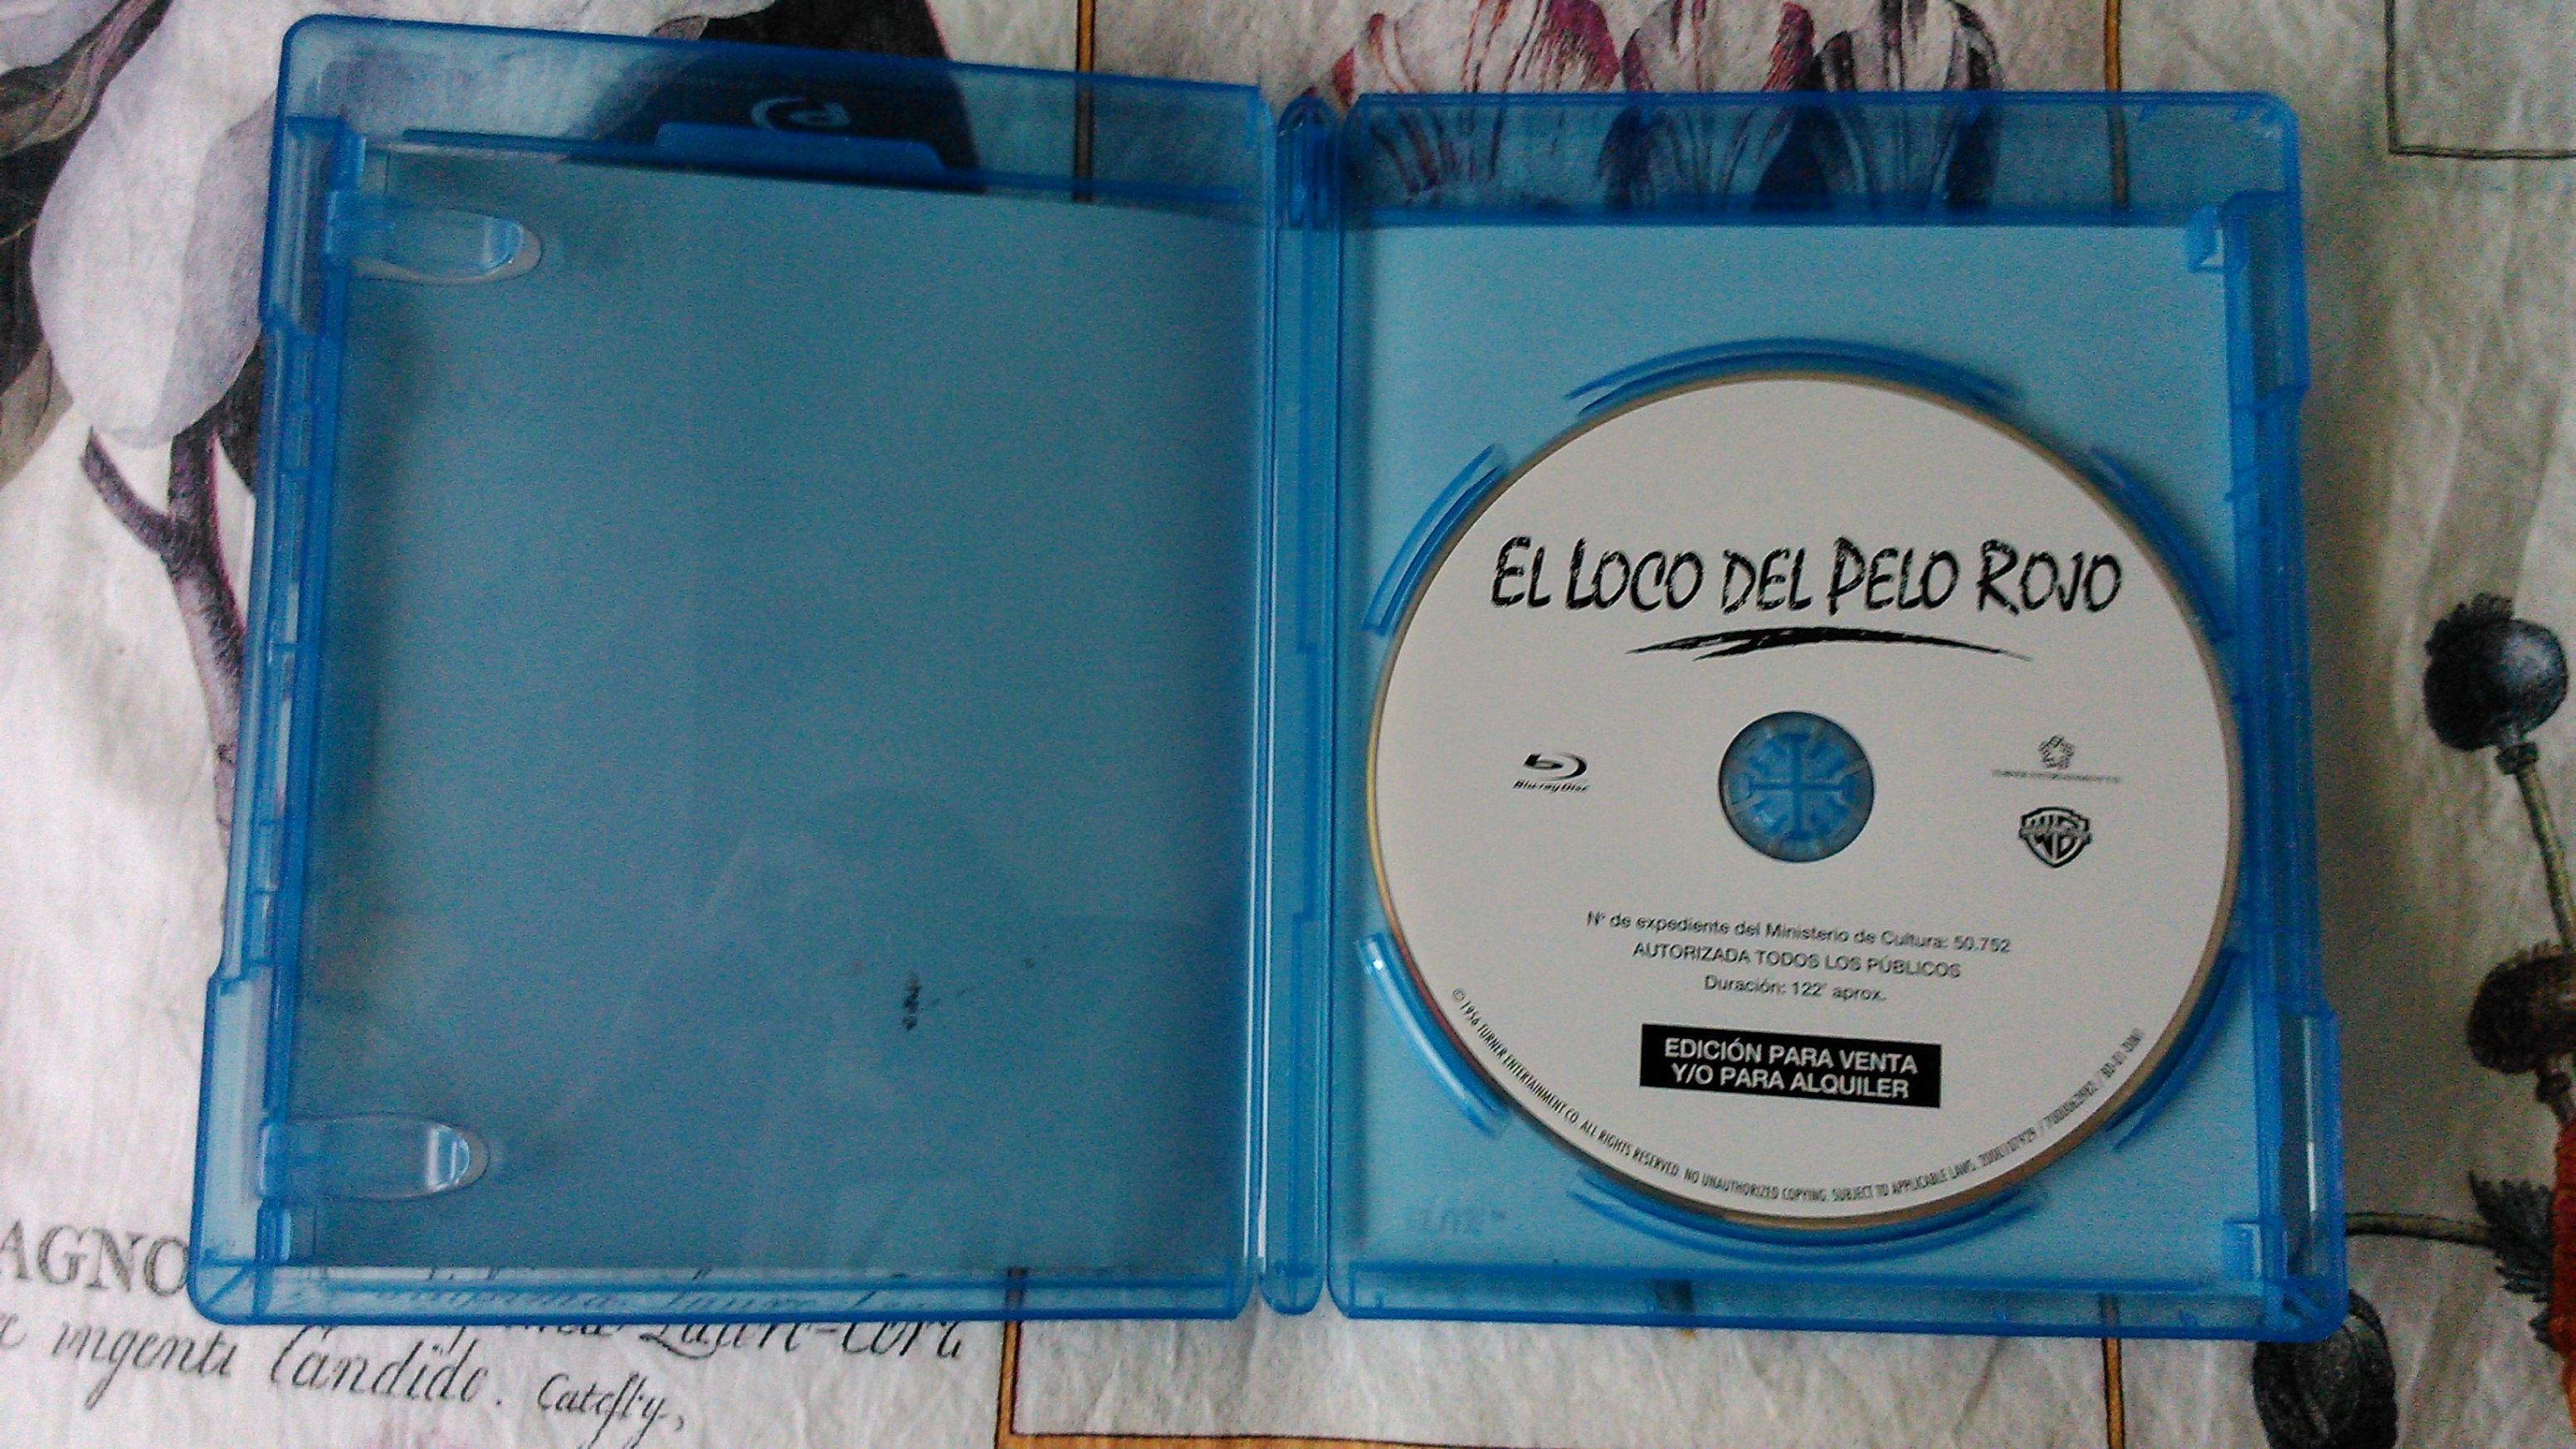 EL LOCO DEL PELO ROJO
Blu-ray Disc
Nº de expediente del Ministerio de Cultura: 50.752
AUTORIZADA TODOS LOS PÚBLICOS
Duración: 122' aprox.
EDICIÓN PARA VENTA
Y/O PARA ALQUILER
© 1956 TURNER ENTERTAINMENT CO. ALL RIGHTS RESERVED. NO UNAUTHORIZED COPYING. SUBJECT TO APPLICABLE LAWS.
AGNO
ingenti Candido. Catchfly,